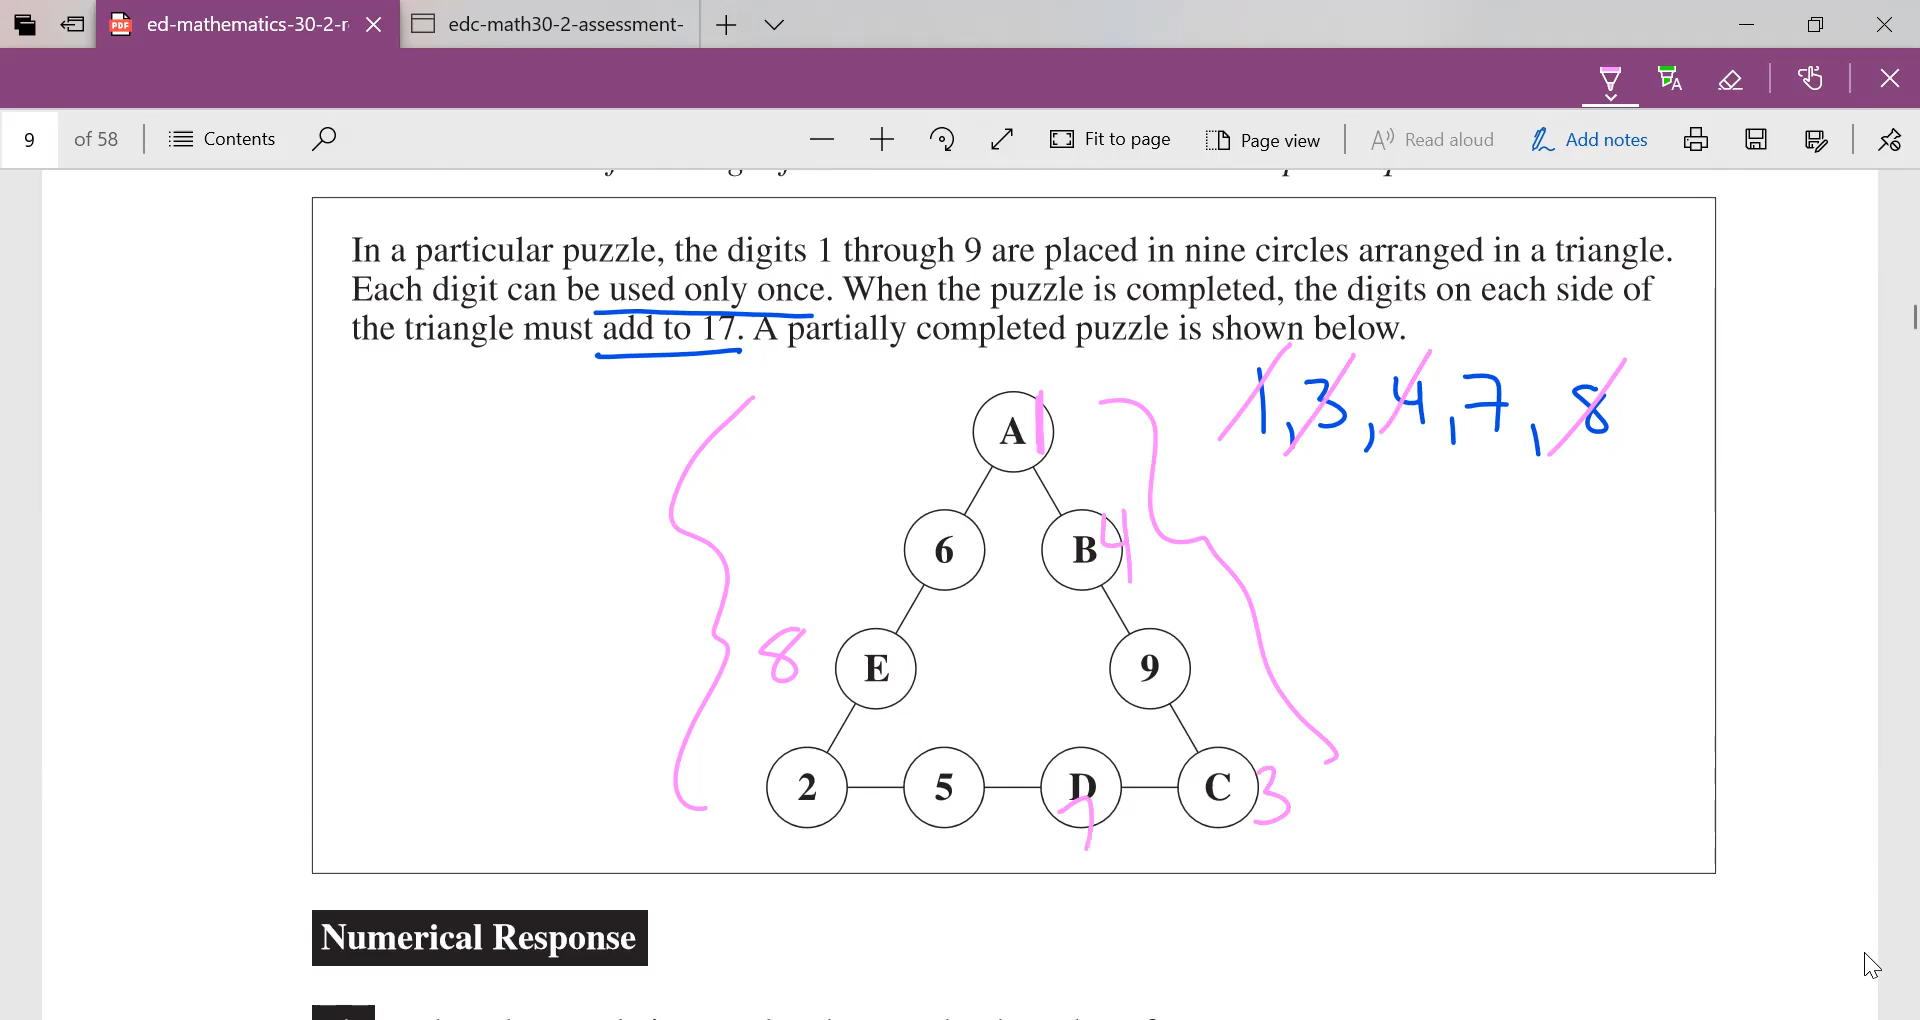 ed-mathematics-30-2-r
edc-math30-2-assessment-
9 of 58 Contents Fit to page Page view Read aloud Add notes
In a particular puzzle, the digits 1 through 9 are placed in nine circles arranged in a triangle.
Each digit can be used only once. When the puzzle is completed, the digits on each side of
the triangle must add to 17. A partially completed puzzle is shown below.
1, 3, 4, 7, 8
A 1
6 B 4
8 E 9
2 5 D 7 C 3
Numerical Response